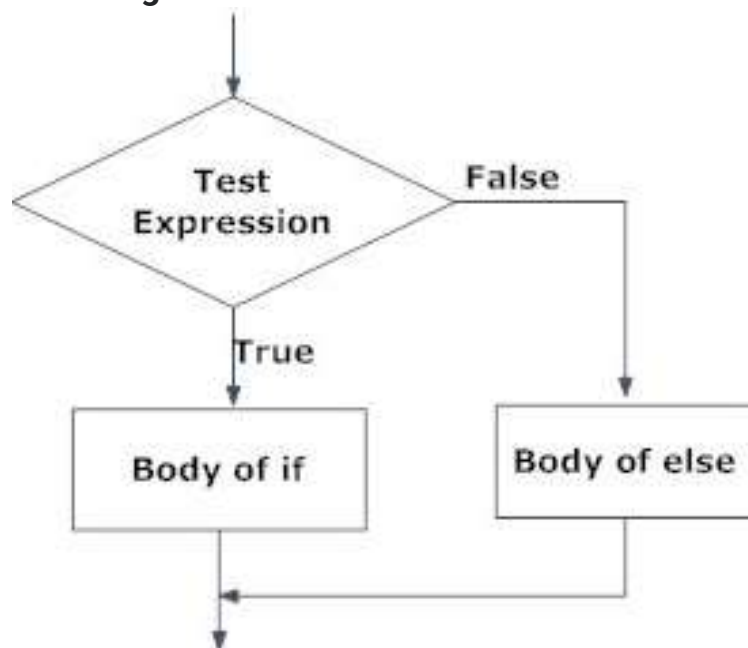 Test
Expression
False
True
Body of if
Body of else